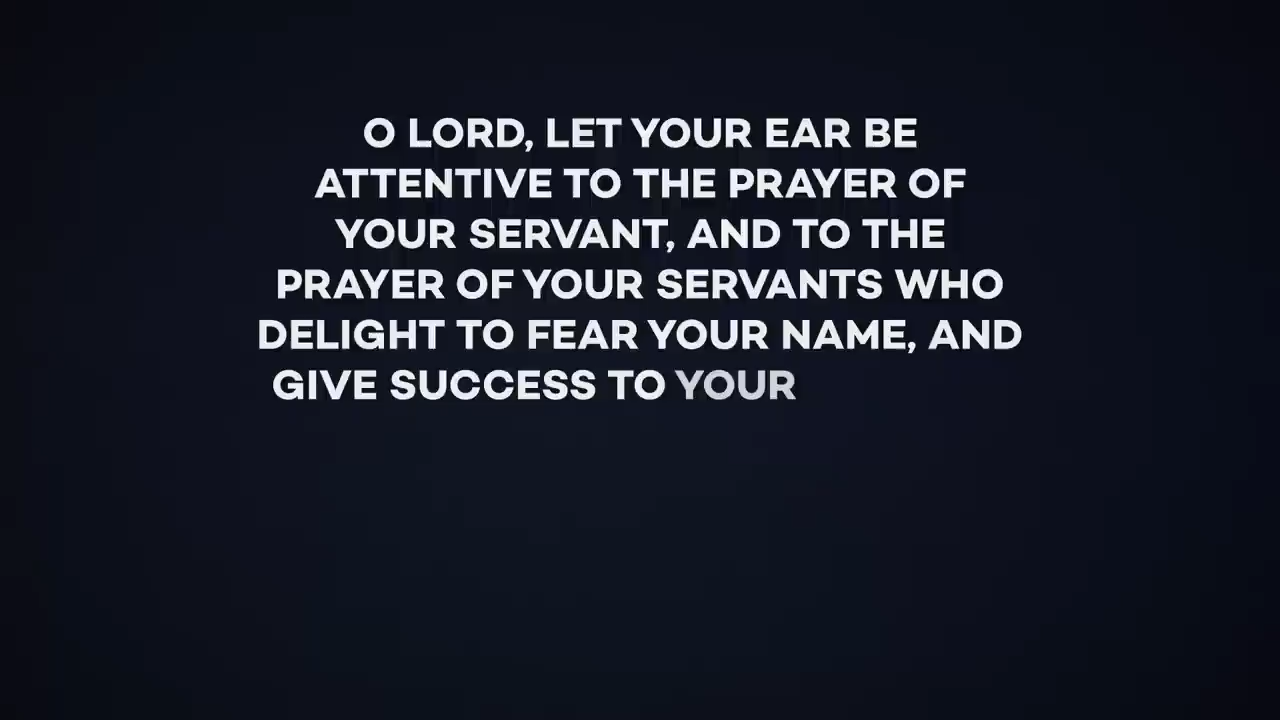 O LORD, LET YOUR EAR BE
ATTENTIVE TO THE PRAYER OF
YOUR SERVANT, AND TO THE
PRAYER OF YOUR SERVANTS WHO
DELIGHT TO FEAR YOUR NAME, AND
GIVE SUCCESS TO YOUR